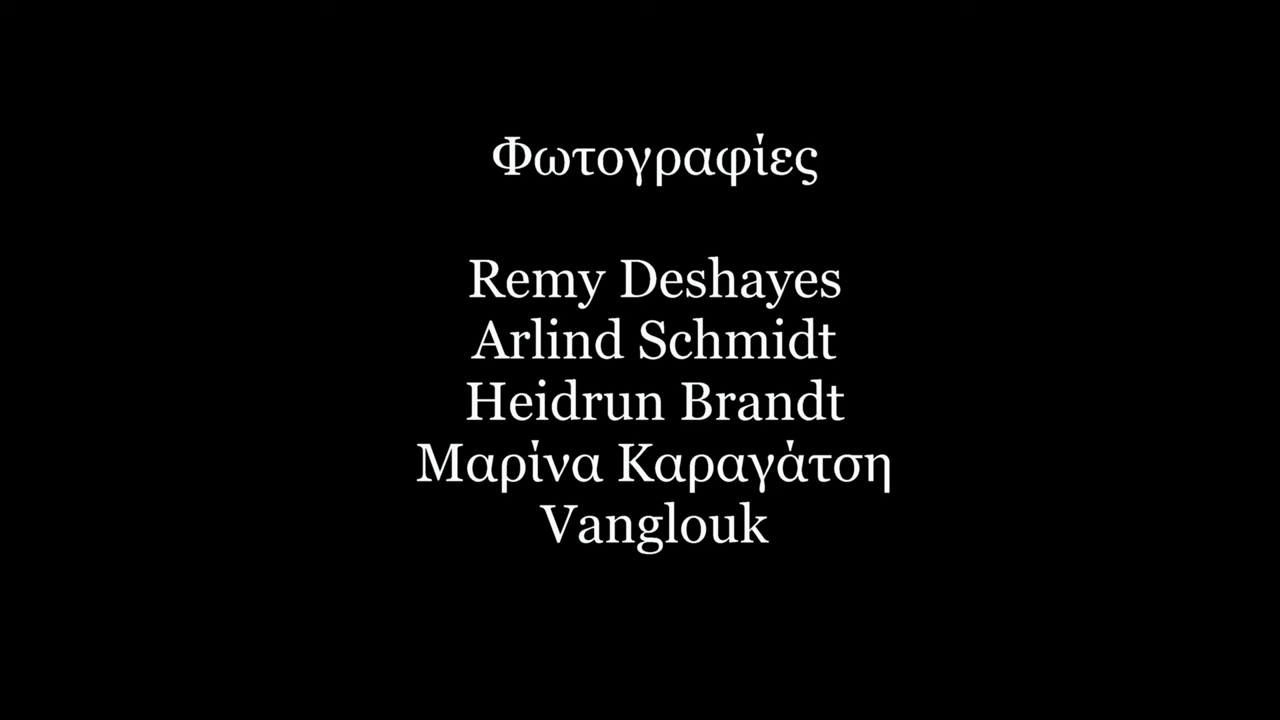 Φωτογραφίες
Remy Deshayes
Arlind Schmidt
Heidrun Brandt
Μαρίνα Καραγάτση
Vanglouk